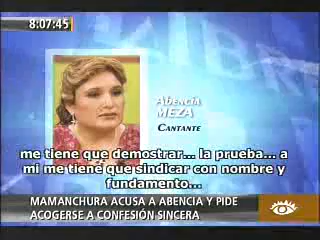 8:07:45
Abencia
MEZA
CANTANTE
me tiene que demostrar... la prueba... a
mi me tiene que sindicar con nombre y
fundamento...
MAMANCHURA ACUSA A ABENCIA Y PIDE
ACOGERSE A CONFESIÓN SINCERA